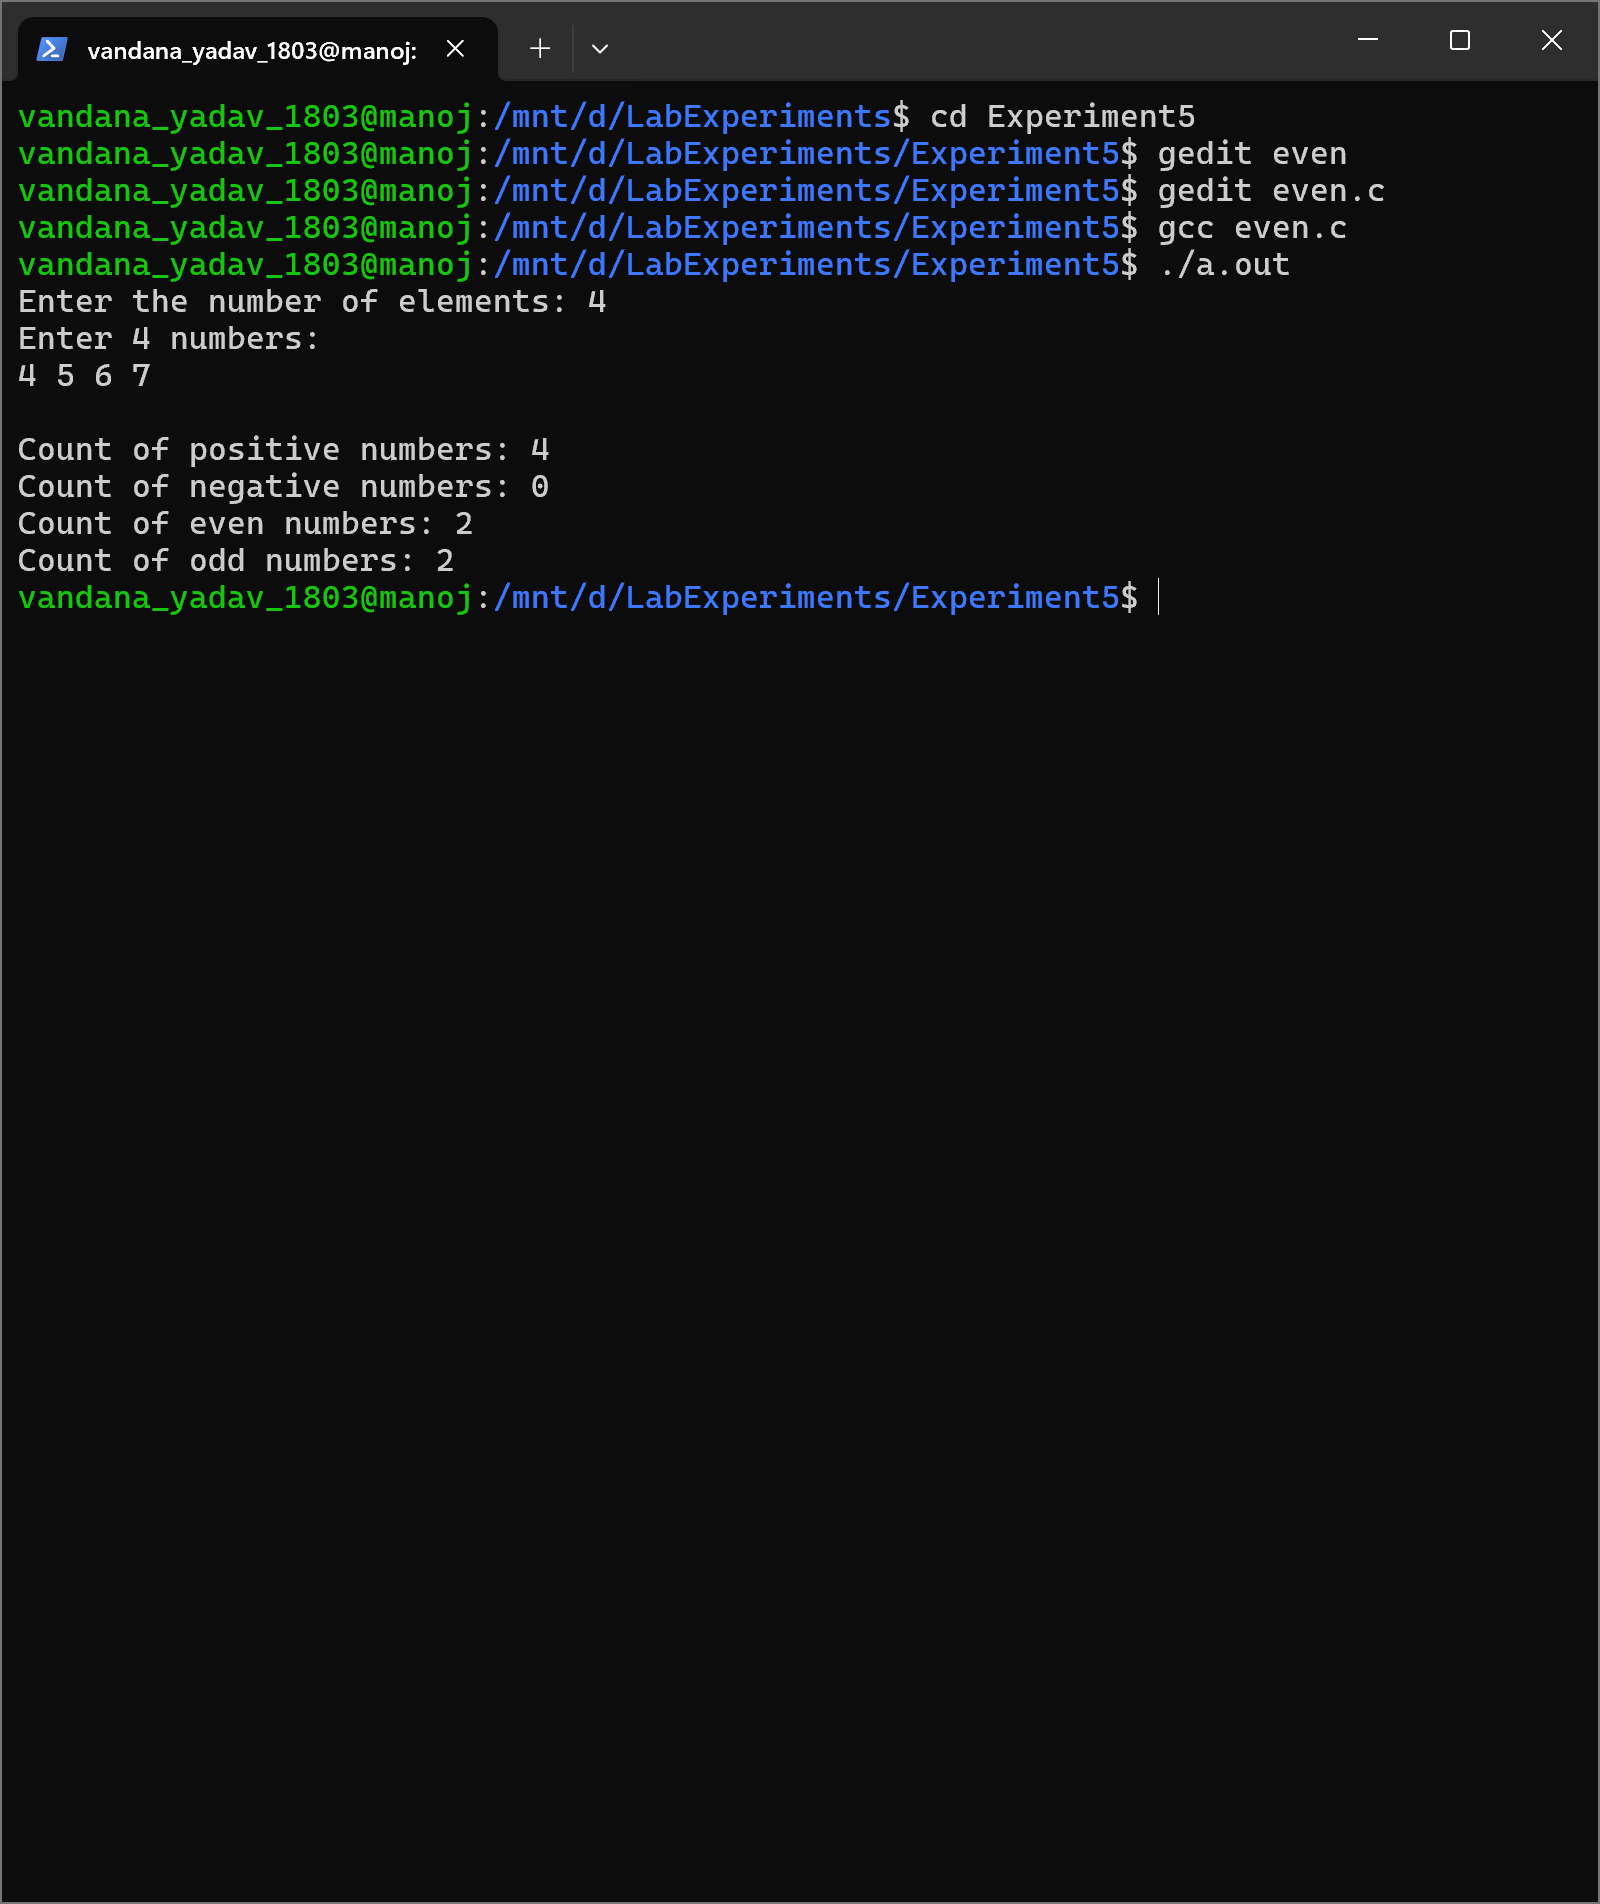 vandana_yadav_1803@manoj:
vandana_yadav_1803@manoj:/mnt/d/LabExperiments$ cd Experiment5
vandana_yadav_1803@manoj:/mnt/d/LabExperiments/Experiment5$ gedit even
vandana_yadav_1803@manoj:/mnt/d/LabExperiments/Experiment5$ gedit even.c
vandana_yadav_1803@manoj:/mnt/d/LabExperiments/Experiment5$ gcc even.c
vandana_yadav_1803@manoj:/mnt/d/LabExperiments/Experiment5$ ./a.out
Enter the number of elements: 4
Enter 4 numbers:
4 5 6 7
Count of positive numbers: 4
Count of negative numbers: 0
Count of even numbers: 2
Count of odd numbers: 2
vandana_yadav_1803@manoj:/mnt/d/LabExperiments/Experiment5$